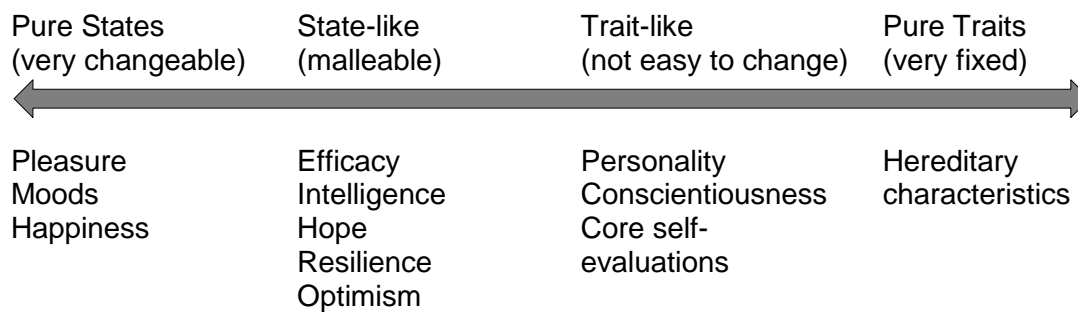 Pure States
(very changeable)
State-like
(malleable)
Trait-like
(not easy to change)
Pure Traits
(very fixed)
Pleasure
Moods
Happiness
Efficacy
Intelligence
Hope
Resilience
Optimism
Personality
Conscientiousness
Core self-
evaluations
Hereditary
characteristics